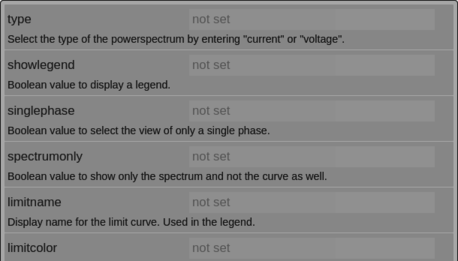 type not set
Select the type of the powerspectrum by entering "current" or "voltage".
showlegend not set
Boolean value to display a legend.
singlephase not set
Boolean value to select the view of only a single phase.
spectrumonly not set
Boolean value to show only the spectrum and not the curve as well.
limitname not set
Display name for the limit curve. Used in the legend.
limitcolor not set